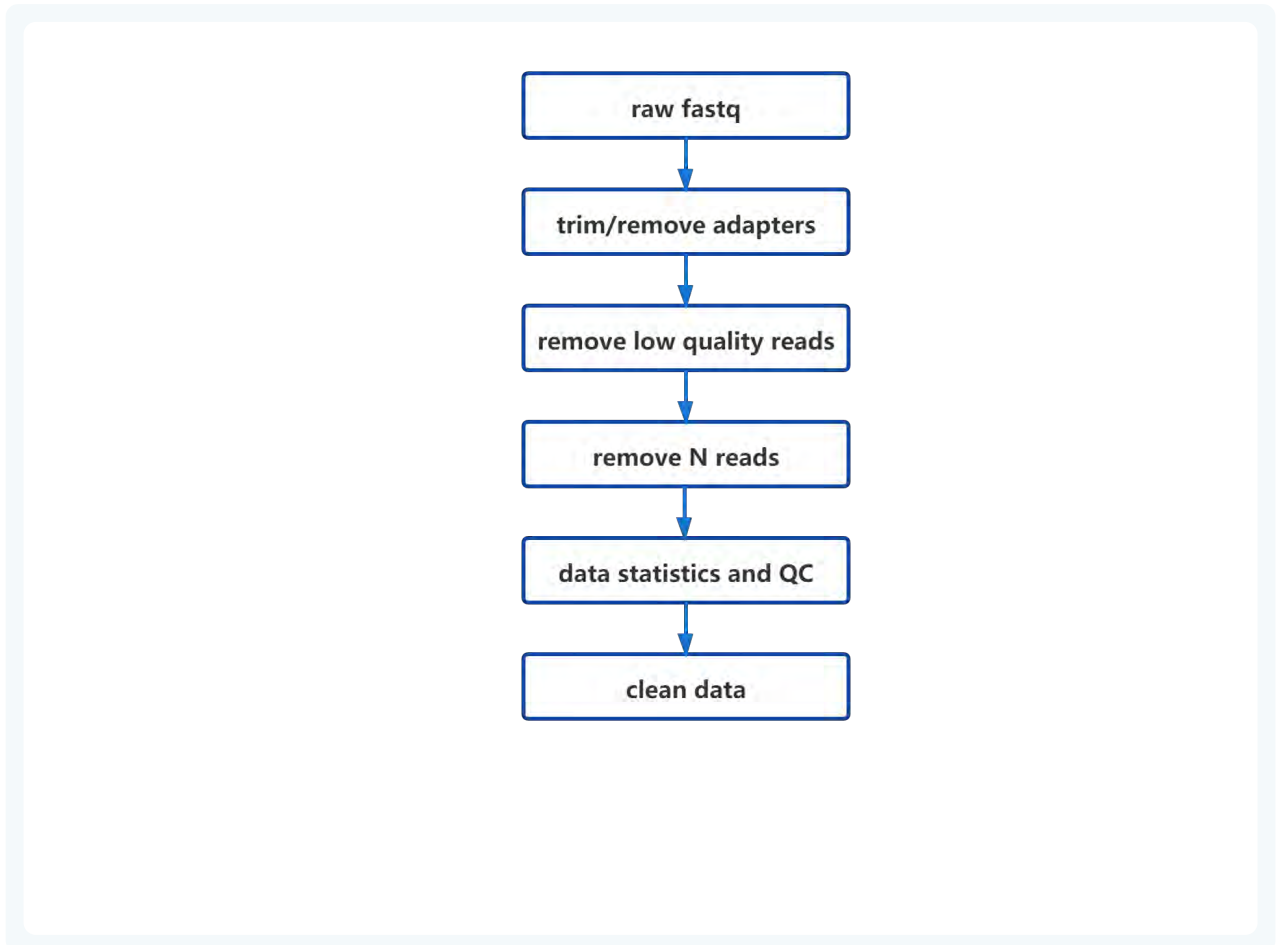 raw fastq
trim/remove adapters
remove low quality reads
remove N reads
data statistics and QC
clean data